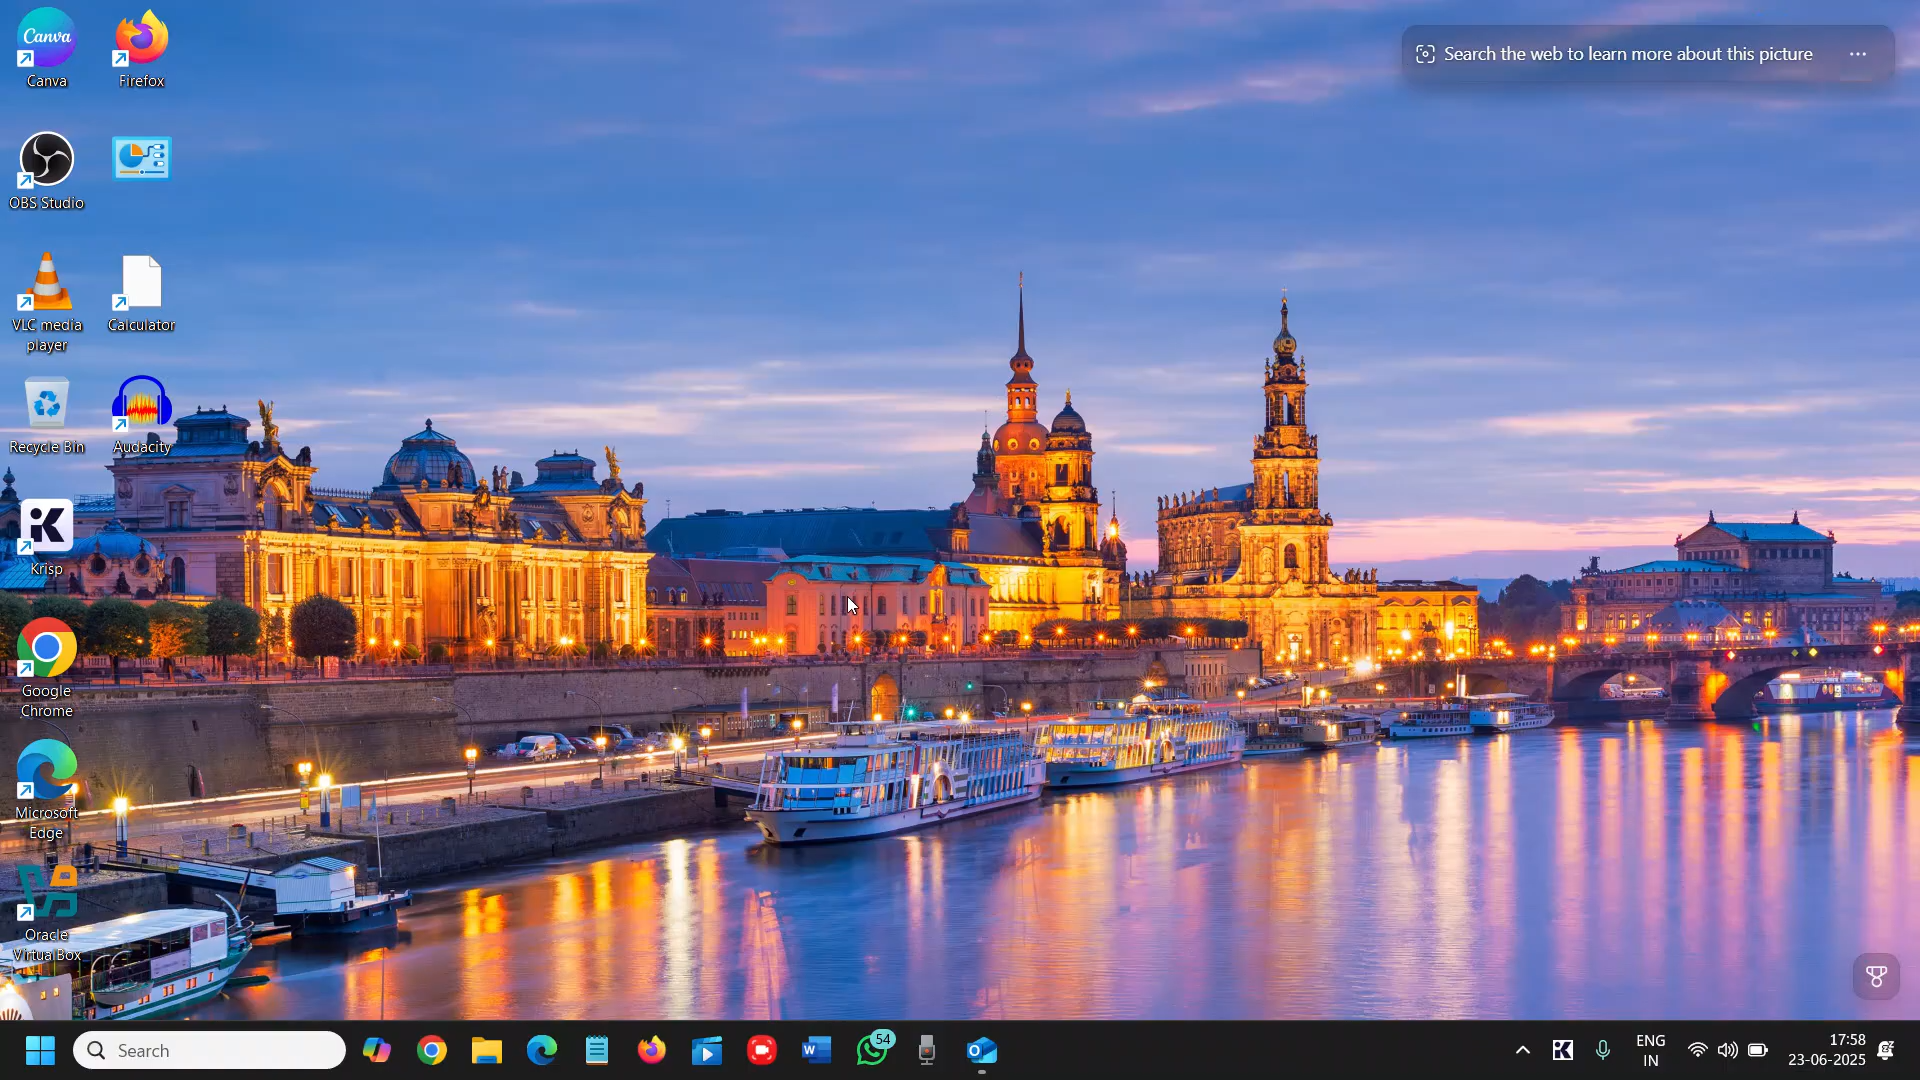 Canva
Canva
Firefox
Search the web to learn more about this picture
OBS Studio
VLC media
player
Calculator
Recycle Bin
Audacity
Krisp
Google
Chrome
Microsoft
Edge
Oracle
VirtualBox
Search
W
54
O
ENG
IN
17:58
23-06-2025